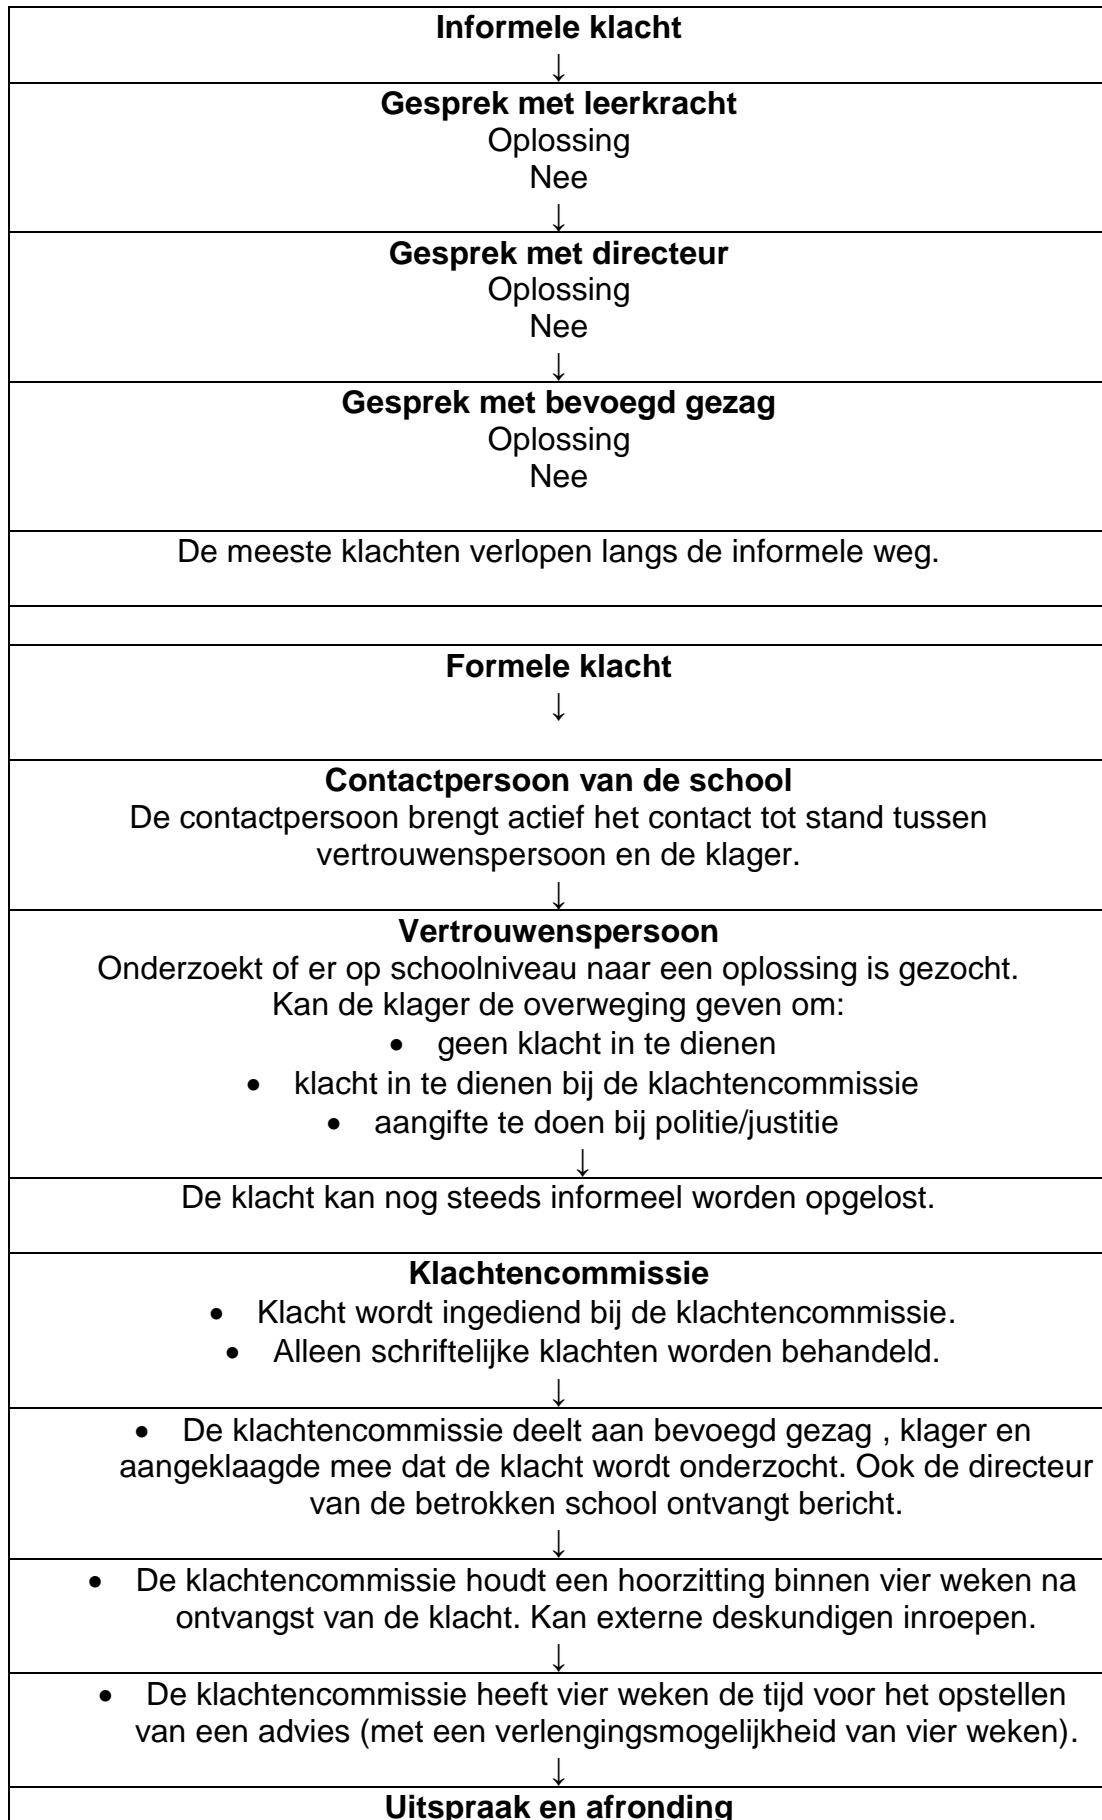 Informele klacht
↓
Gesprek met leerkracht
Oplossing
Nee
↓
Gesprek met directeur
Oplossing
Nee
↓
Gesprek met bevoegd gezag
Oplossing
Nee
De meeste klachten verlopen langs de informele weg.
Formele klacht
↓
Contactpersoon van de school
De contactpersoon brengt actief het contact tot stand tussen
vertrouwenspersoon en de klager.
↓
Vertrouwenspersoon
Onderzoekt of er op schoolniveau naar een oplossing is gezocht.
Kan de klager de overweging geven om:
• geen klacht in te dienen
• klacht in te dienen bij de klachtencommissie
• aangifte te doen bij politie/justitie
↓
De klacht kan nog steeds informeel worden opgelost.
Klachtencommissie
• Klacht wordt ingediend bij de klachtencommissie.
• Alleen schriftelijke klachten worden behandeld.
↓
• De klachtencommissie deelt aan bevoegd gezag , klager en
aangeklaagde mee dat de klacht wordt onderzocht. Ook de directeur
van de betrokken school ontvangt bericht.
↓
• De klachtencommissie houdt een hoorzitting binnen vier weken na
ontvangst van de klacht. Kan externe deskundigen inroepen.
↓
• De klachtencommissie heeft vier weken de tijd voor het opstellen
van een advies (met een verlengingsmogelijkheid van vier weken).
↓
Uitspraak en afronding